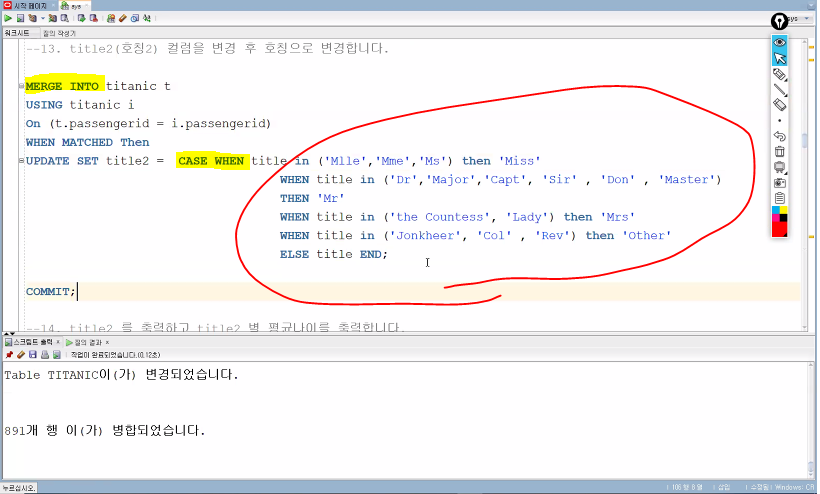 시작 페이지 × sys ×
sys
워크시트 질의 작성기
--13. title2(호칭2) 컬럼을 변경 후 호칭으로 변경합니다.
MERGE INTO titanic t
USING titanic i
On (t.passengerid = i.passengerid)
WHEN MATCHED Then
UPDATE SET title2 = CASE WHEN title in ('Mlle','Mme','Ms') then 'Miss'
WHEN title in ('Dr','Major','Capt', 'Sir' , 'Don' , 'Master')
THEN 'Mr'
WHEN title in ('the Countess', 'Lady') then 'Mrs'
WHEN title in ('Jonkheer', 'Col' , 'Rev') then 'Other'
ELSE title END;
COMMIT;
--14. title2 를 출력하고 title2 별 평균나이를 출력합니다.
스크립트 출력 × 질의 결과 ×
작업이 완료되었습니다.(0.12초)
Table TITANIC이(가) 변경되었습니다.
891개 행 이(가) 병합되었습니다.
누르십시오.
삽입 수정됨 Windows: CR